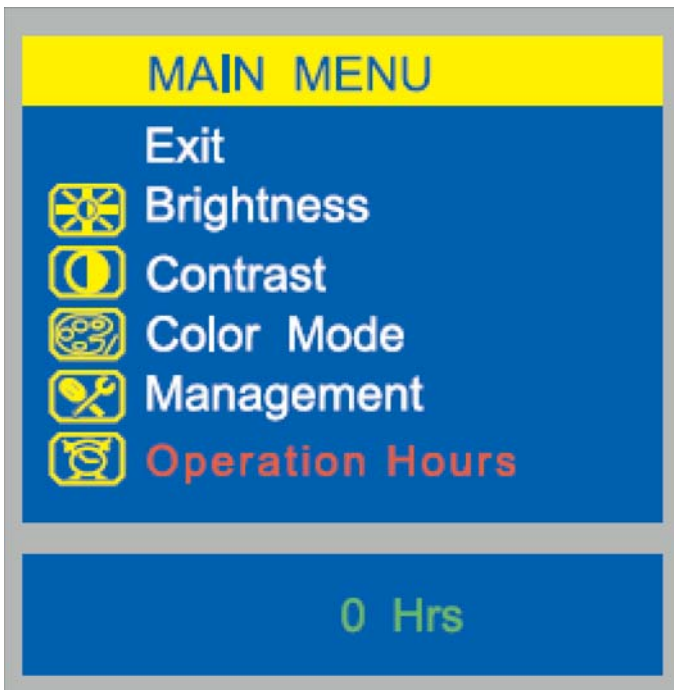 MAIN MENU
Exit
Brightness
Contrast
Color Mode
Management
Operation Hours
0 Hrs